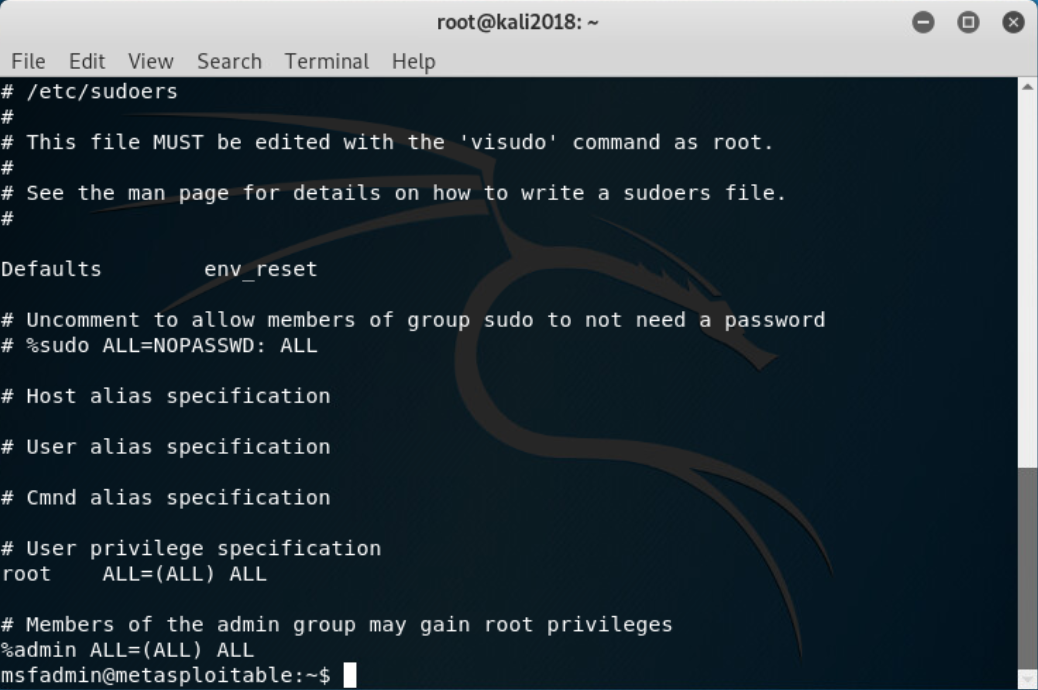 root@kali2018: ~
File Edit View Search Terminal Help
# /etc/sudoers
#
# This file MUST be edited with the 'visudo' command as root.
#
# See the man page for details on how to write a sudoers file.
#
Defaults        env_reset
# Uncomment to allow members of group sudo to not need a password
# %sudo ALL=NOPASSWD: ALL
# Host alias specification
# User alias specification
# Cmnd alias specification
# User privilege specification
root    ALL=(ALL) ALL
# Members of the admin group may gain root privileges
%admin ALL=(ALL) ALL
msfadmin@metasploitable:~$